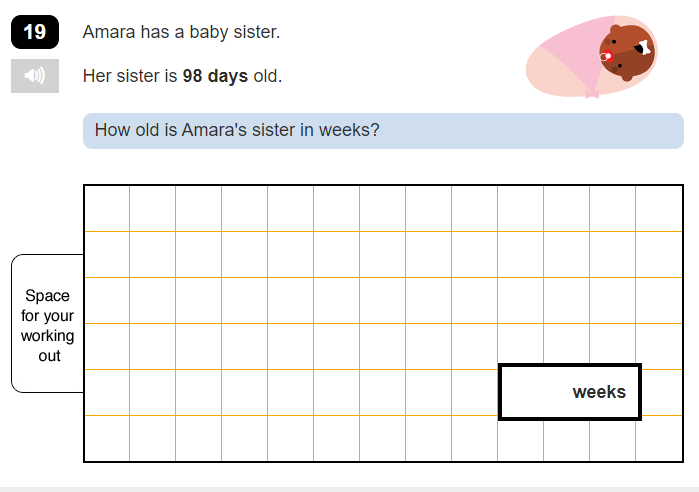 19
Amara has a baby sister.
Her sister is 98 days old.
How old is Amara's sister in weeks?
Space
for your
working
out
weeks